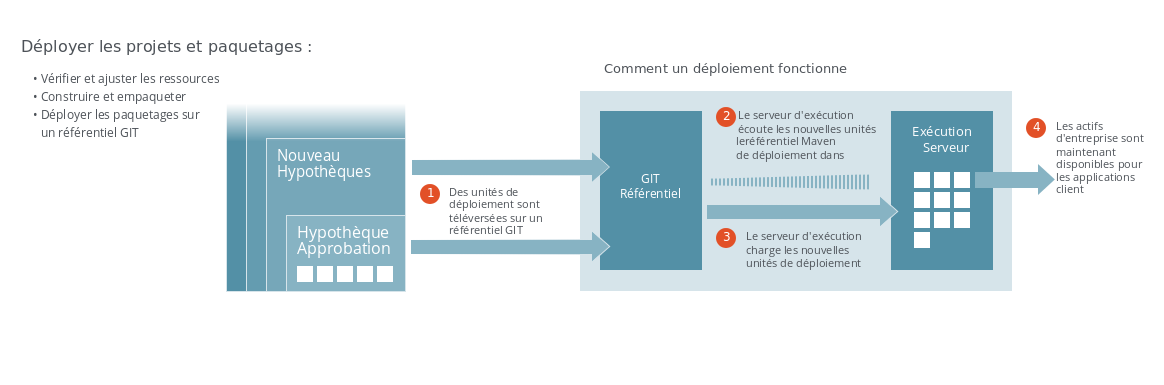 Déployer les projets et paquetages :
• Vérifier et ajuster les ressources
• Construire et empaqueter
• Déployer les paquetages sur
un référentiel GIT
Nouveau
Hypothèques
Hypothèque
Approbation
1
Des unités de
déploiement sont
téléversées sur un
référentiel GIT
Comment un déploiement fonctionne
GIT
Référentiel
2
Le serveur d'exécution
écoute les nouvelles unités
leréférentiel Maven
de déploiement dans
3
Le serveur d'exécution
charge les nouvelles
unités de déploiement
Exécution
Serveur
4
Les actifs
d'entreprise sont
maintenant
disponibles pour
les applications
client